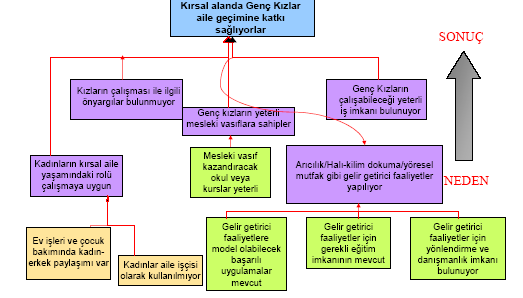 Kırsal alanda Genç Kızlar
aile geçimine katkı
sağlıyorlar
SONUÇ
Kızların çalışması ile ilgili
önyargılar bulunmuyor
Genç Kızların
çalışabileceği yeterli
iş imkanı bulunuyor
Genç kızların yeterli
mesleki vasıflara sahipler
Kadınların kırsal aile
yaşamındaki rolü
çalışmaya uygun
Mesleki vasıf
kazandıracak
okul veya
kurslar yeterli
Arıcılık/Halı-kilim dokuma/yöresel
mutfak gibi gelir getirici faaliyetler
yapılıyor
NEDEN
Ev işleri ve çocuk
bakımında kadın-
erkek paylaşımı var
Kadınlar aile işçisi
olarak kullanılmıyor
Gelir getirici
faaliyetlere
model olabilecek
başarılı
uygulamalar
mevcut
Gelir getirici
faaliyetler için
gerekli eğitim
imkanının mevcut
Gelir getirici
faaliyetler için
yönlendirme ve
danışmanlık imkanı
bulunuyor